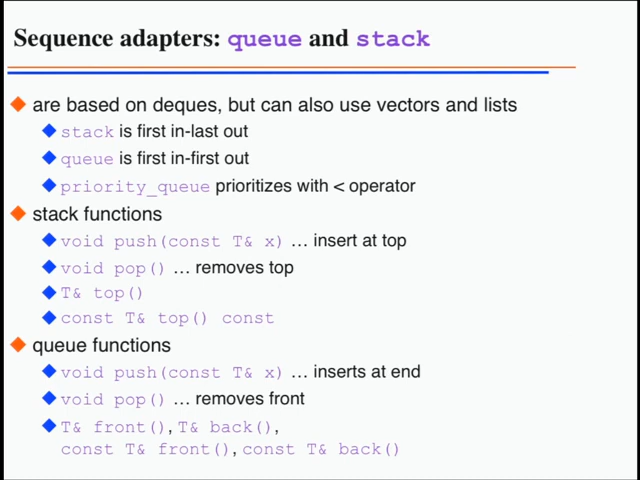 Sequence adapters: queue and stack
are based on deques, but can also use vectors and lists
stack is first in-last out
queue is first in-first out
priority_queue prioritizes with < operator
stack functions
void push(const T& x) … insert at top
void pop() … removes top
T& top()
const T& top() const
queue functions
void push(const T& x) … inserts at end
void pop() … removes front
T& front(), T& back(),
const T& front(), const T& back()